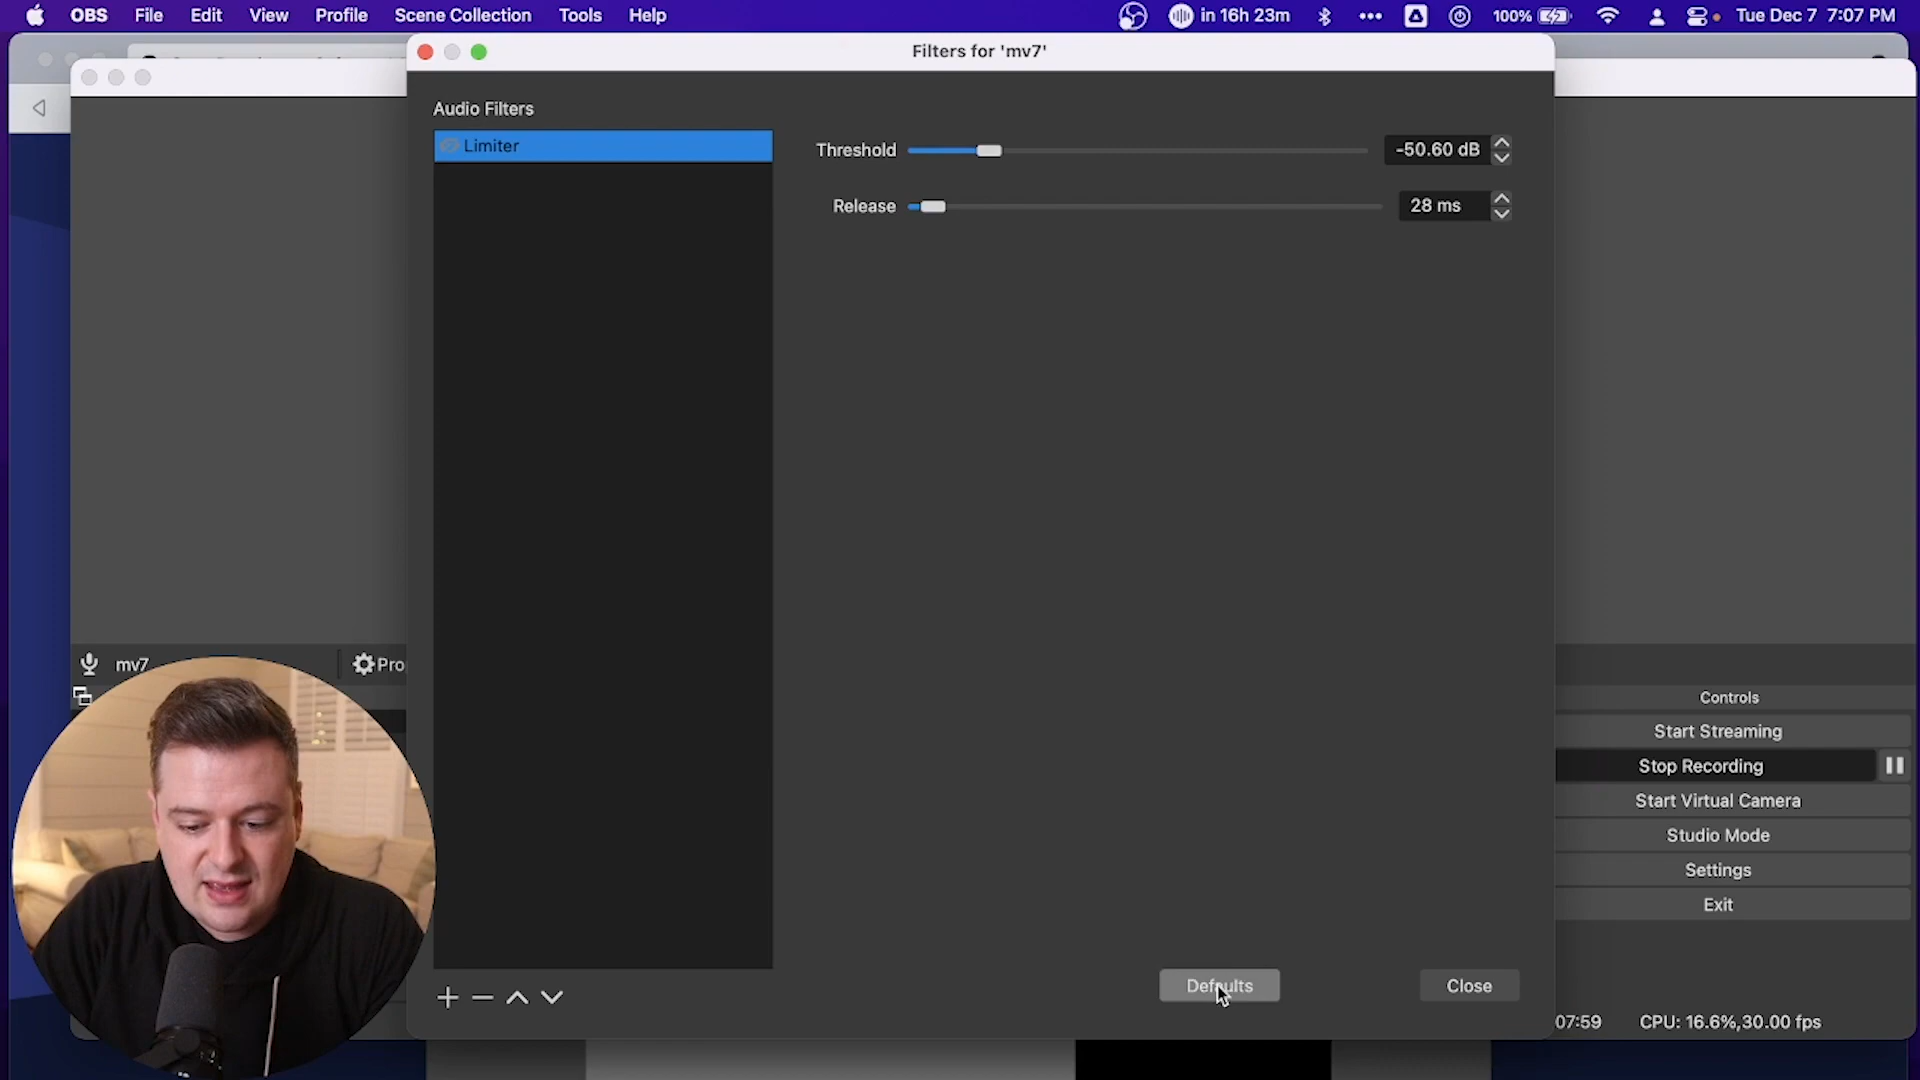 OBS File Edit View Profile Scene Collection Tools Help in 16h 23m 100% Tue Dec 7 7:07 PM
Filters for 'mv7'
Audio Filters
Limiter
Threshold -50.60 dB
Release 28 ms
mv7 Pro
Controls
Start Streaming
Stop Recording
Start Virtual Camera
Studio Mode
Settings
Exit
Defaults Close
07:59 CPU: 16.6%,30.00 fps